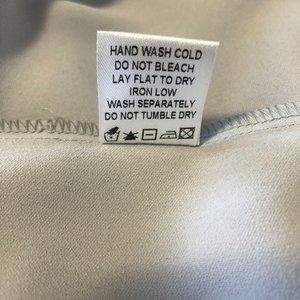 HAND WASH COLD
DO NOT BLEACH
LAY FLAT TO DRY
IRON LOW
WASH SEPARATELY
DO NOT TUMBLE DRY